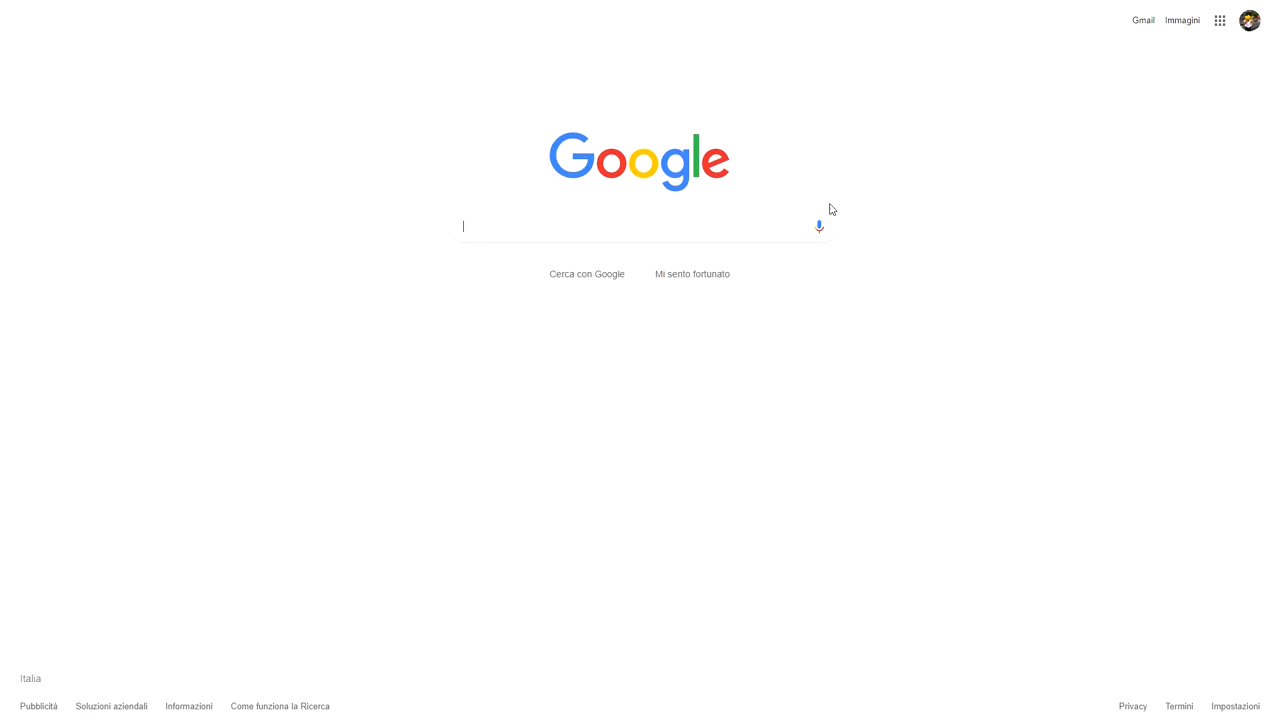 Gmail Immagini
Google
Cerca con Google Mi sento fortunato
Italia
Pubblicità Soluzioni aziendali Informazioni Come funziona la Ricerca Privacy Termini Impostazioni